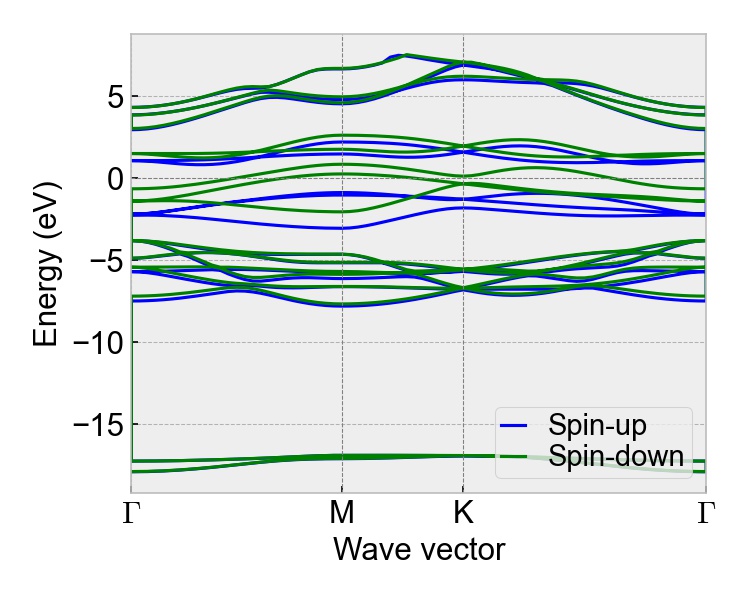 5
0
−5
−10
−15
Energy (eV)
Spin-up
Spin-down
Γ M K Γ
Wave vector